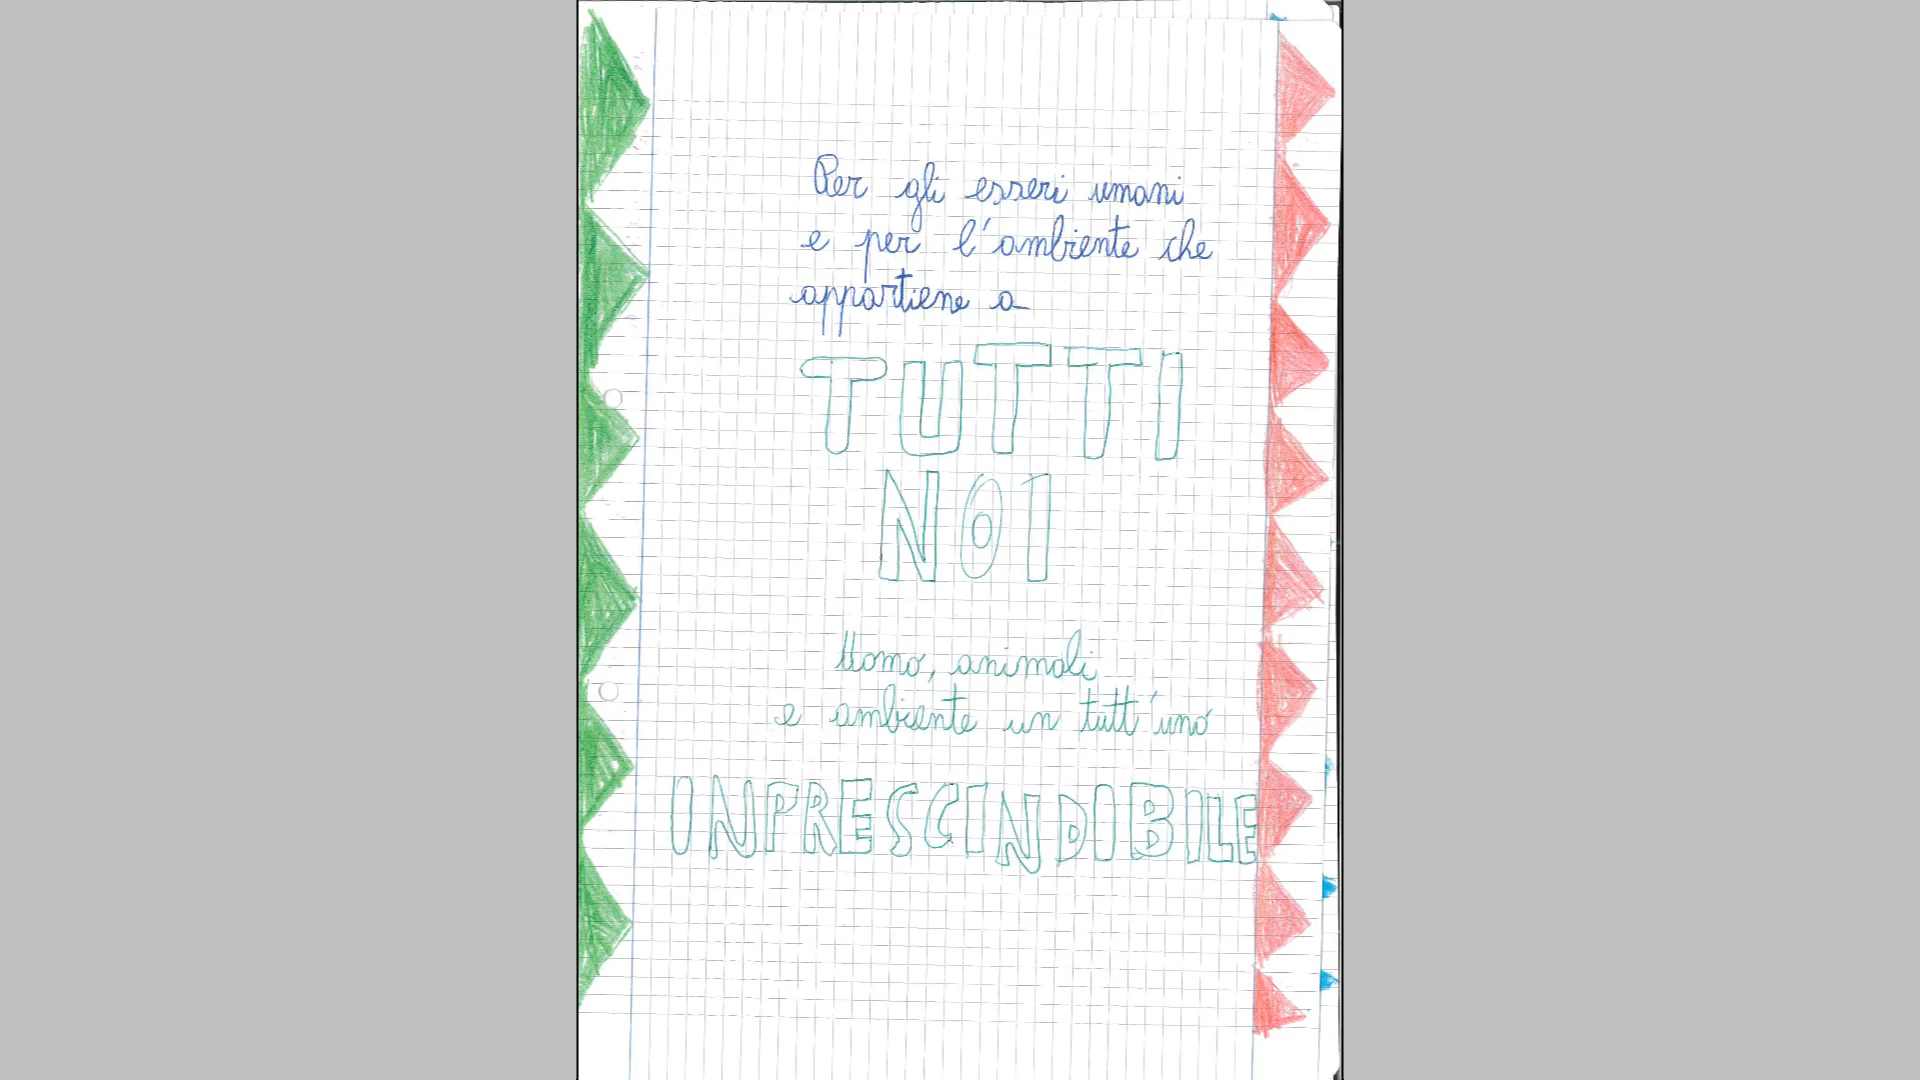 Per gli esseri umani
e per l'ambiente che
appartiene a
TUTTI
NOI
Uomo, animali
e ambiente un tutt'uno
INPRESCINDIBILE